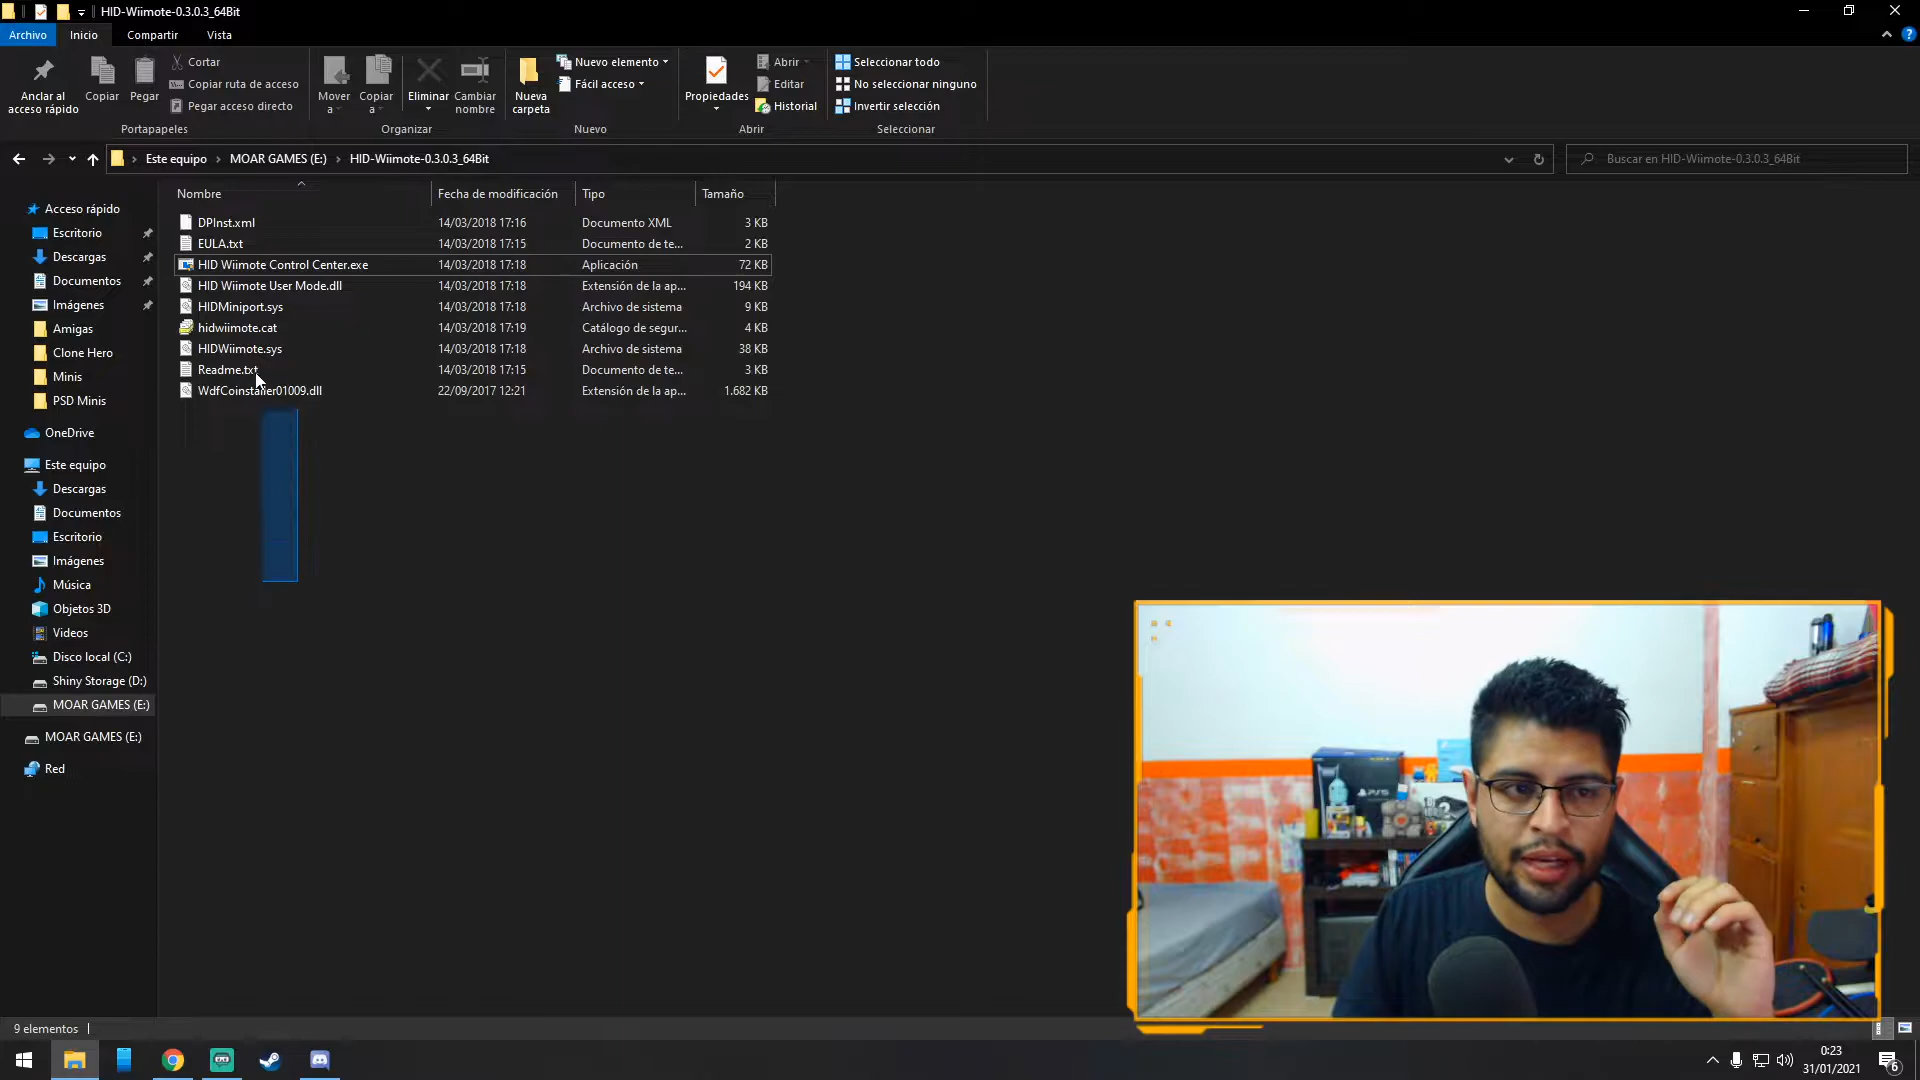 HID-Wiimote-0.3.0.3_64Bit
Archivo Inicio Compartir Vista
Anclar al acceso rápido
Copiar
Pegar
Cortar
Copiar ruta de acceso
Pegar acceso directo
Portapapeles
Mover a
Copiar a
Eliminar
Cambiar nombre
Organizar
Nueva carpeta
Nuevo elemento
Fácil acceso
Nuevo
Propiedades
Abrir
Editar
Historial
Abrir
Seleccionar todo
No seleccionar ninguno
Invertir selección
Seleccionar
Este equipo > MOAR GAMES (E:) > HID-Wiimote-0.3.0.3_64Bit
Buscar en HID-Wiimote-0.3.0.3_64Bit
Nombre Fecha de modificación Tipo Tamaño
DPInst.xml 14/03/2018 17:16 Documento XML 3 KB
EULA.txt 14/03/2018 17:15 Documento de te... 2 KB
HID Wiimote Control Center.exe 14/03/2018 17:18 Aplicación 72 KB
HID Wiimote User Mode.dll 14/03/2018 17:18 Extensión de la ap... 194 KB
HIDMiniport.sys 14/03/2018 17:18 Archivo de sistema 9 KB
hidwiimote.cat 14/03/2018 17:19 Catálogo de segur... 4 KB
HIDWiimote.sys 14/03/2018 17:18 Archivo de sistema 38 KB
Readme.txt 14/03/2018 17:15 Documento de te... 3 KB
WdfCoinstaller01009.dll 22/09/2017 12:21 Extensión de la ap... 1.682 KB
Acceso rápido
Escritorio
Descargas
Documentos
Imágenes
Amigas
Clone Hero
Minis
PSD Minis
OneDrive
Este equipo
Descargas
Documentos
Escritorio
Imágenes
Música
Objetos 3D
Videos
Disco local (C:)
Shiny Storage (D:)
MOAR GAMES (E:)
MOAR GAMES (E:)
Red
PS5
9 elementos
0:23
31/01/2021
6